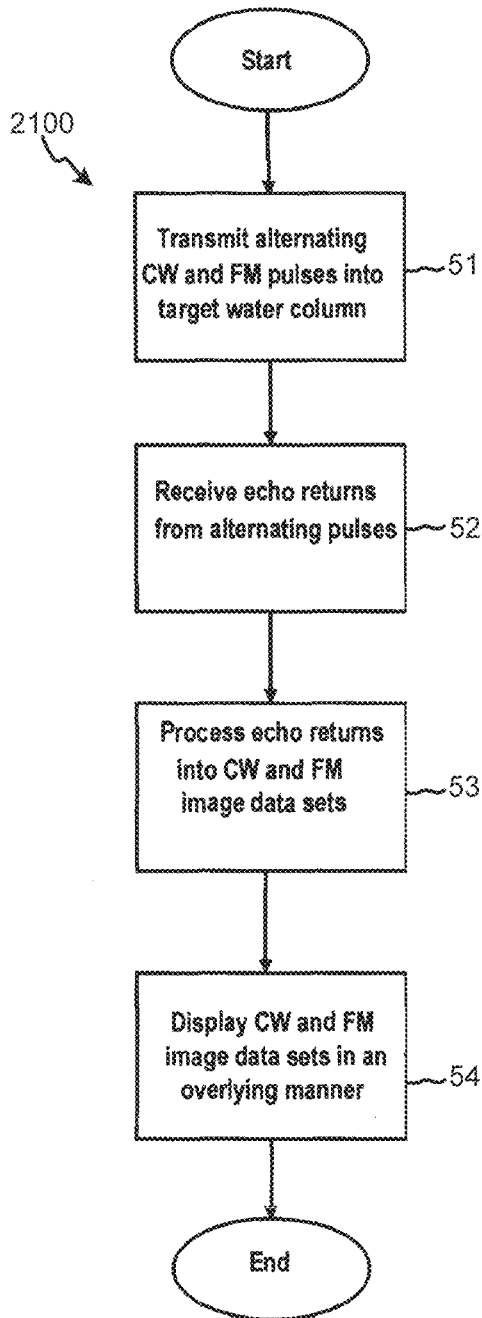 Start
2100
Transmit alternating
CW and FM pulses into
target water column
51
Receive echo returns
from alternating pulses
52
Process echo returns
into CW and FM
image data sets
53
Display CW and FM
image data sets in an
overlying manner
54
End